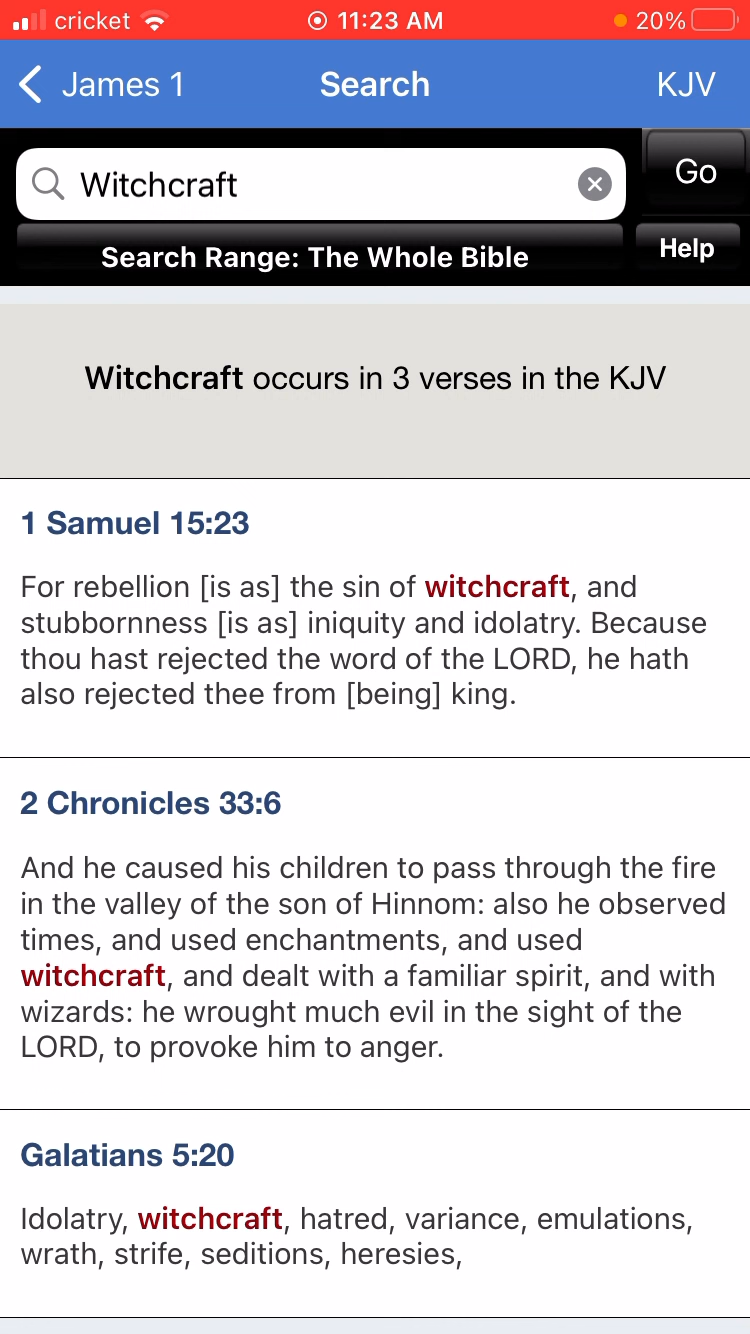 cricket 11:23 AM 20%
James 1 Search KJV
Witchcraft Go
Search Range: The Whole Bible Help
Witchcraft occurs in 3 verses in the KJV
1 Samuel 15:23
For rebellion [is as] the sin of witchcraft, and
stubbornness [is as] iniquity and idolatry. Because
thou hast rejected the word of the LORD, he hath
also rejected thee from [being] king.
2 Chronicles 33:6
And he caused his children to pass through the fire
in the valley of the son of Hinnom: also he observed
times, and used enchantments, and used
witchcraft, and dealt with a familiar spirit, and with
wizards: he wrought much evil in the sight of the
LORD, to provoke him to anger.
Galatians 5:20
Idolatry, witchcraft, hatred, variance, emulations,
wrath, strife, seditions, heresies,